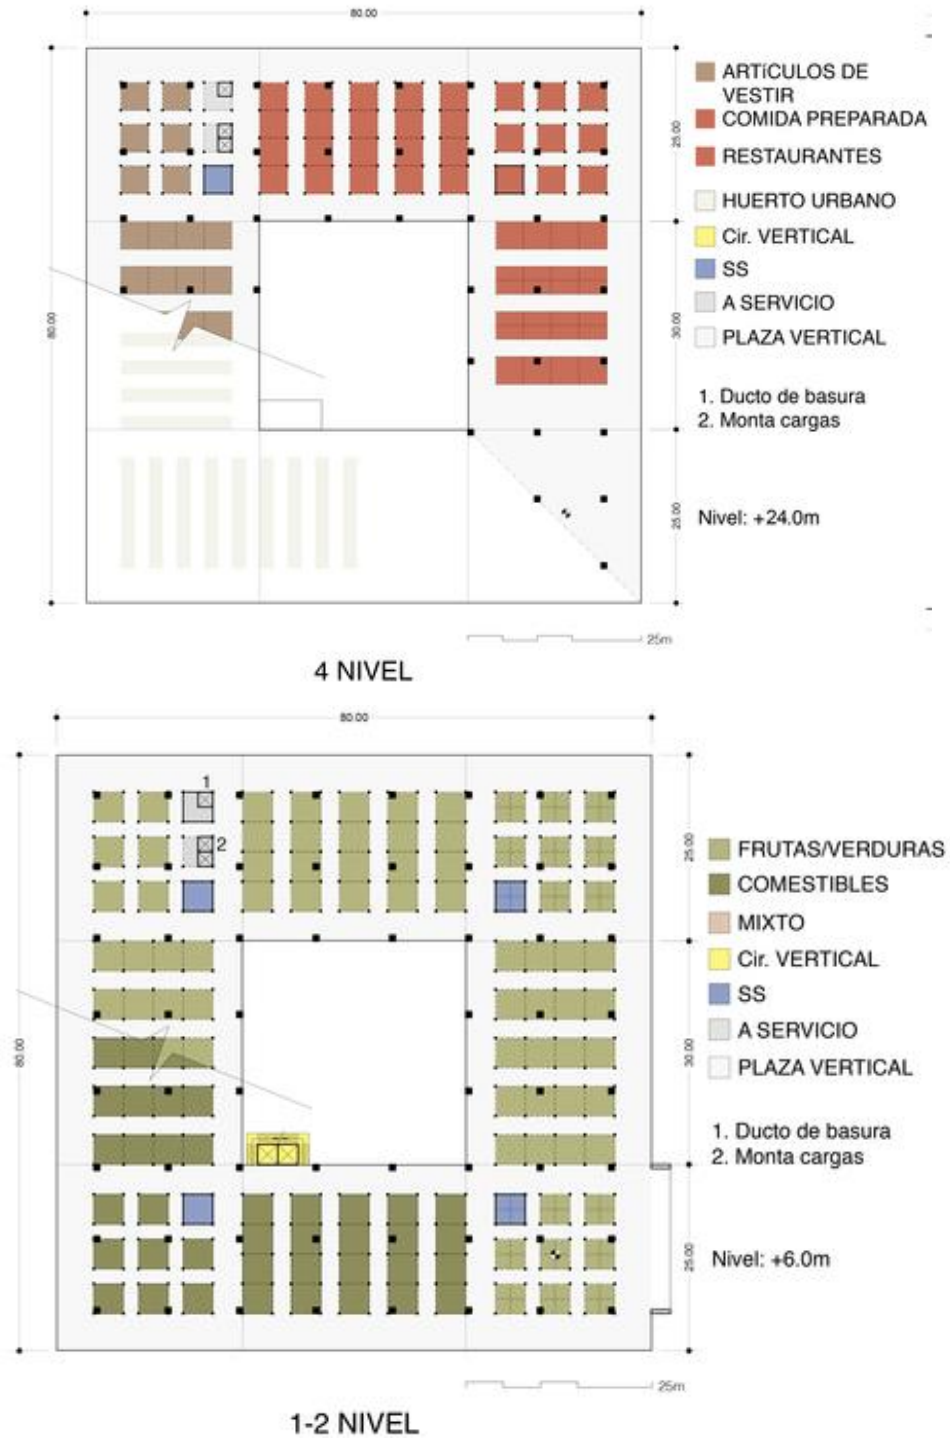 80.00
ARTíCULOS DE
VESTIR
COMIDA PREPARADA
RESTAURANTES
HUERTO URBANO
Cir. VERTICAL
SS
A SERVICIO
PLAZA VERTICAL
1. Ducto de basura
2. Monta cargas
Nivel: +24.0m
25.00
80.00
30.00
25.00
25m
4 NIVEL
80.00
1
2
FRUTAS/VERDURAS
COMESTIBLES
MIXTO
Cir. VERTICAL
SS
A SERVICIO
PLAZA VERTICAL
1. Ducto de basura
2. Monta cargas
Nivel: +6.0m
25.00
80.00
30.00
25.00
25m
1-2 NIVEL